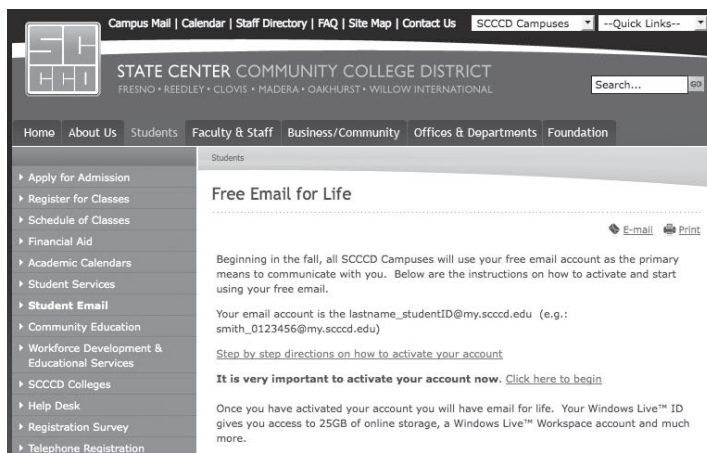 Campus Mail | Calendar | Staff Directory | FAQ | Site Map | Contact Us
SCCCD Campuses
--Quick Links--
SC
CCD
STATE CENTER COMMUNITY COLLEGE DISTRICT
FRESNO • REEDLEY • CLOVIS • MADERA • OAKHURST • WILLOW INTERNATIONAL
Search...
GO
Home About Us Students Faculty & Staff Business/Community Offices & Departments Foundation
Students
Apply for Admission
Register for Classes
Schedule of Classes
Financial Aid
Academic Calendars
Student Services
Student Email
Community Education
Workforce Development &
Educational Services
SCCCD Colleges
Help Desk
Registration Survey
Telephone Registration
Free Email for Life
E-mail Print
Beginning in the fall, all SCCCD Campuses will use your free email account as the primary
means to communicate with you. Below are the instructions on how to activate and start
using your free email.
Your email account is the lastname_studentID@my.scccd.edu (e.g.:
smith_0123456@my.scccd.edu)
Step by step directions on how to activate your account
It is very important to activate your account now. Click here to begin
Once you have activated your account you will have email for life. Your Windows Live™ ID
gives you access to 25GB of online storage, a Windows Live™ Workspace account and much
more.